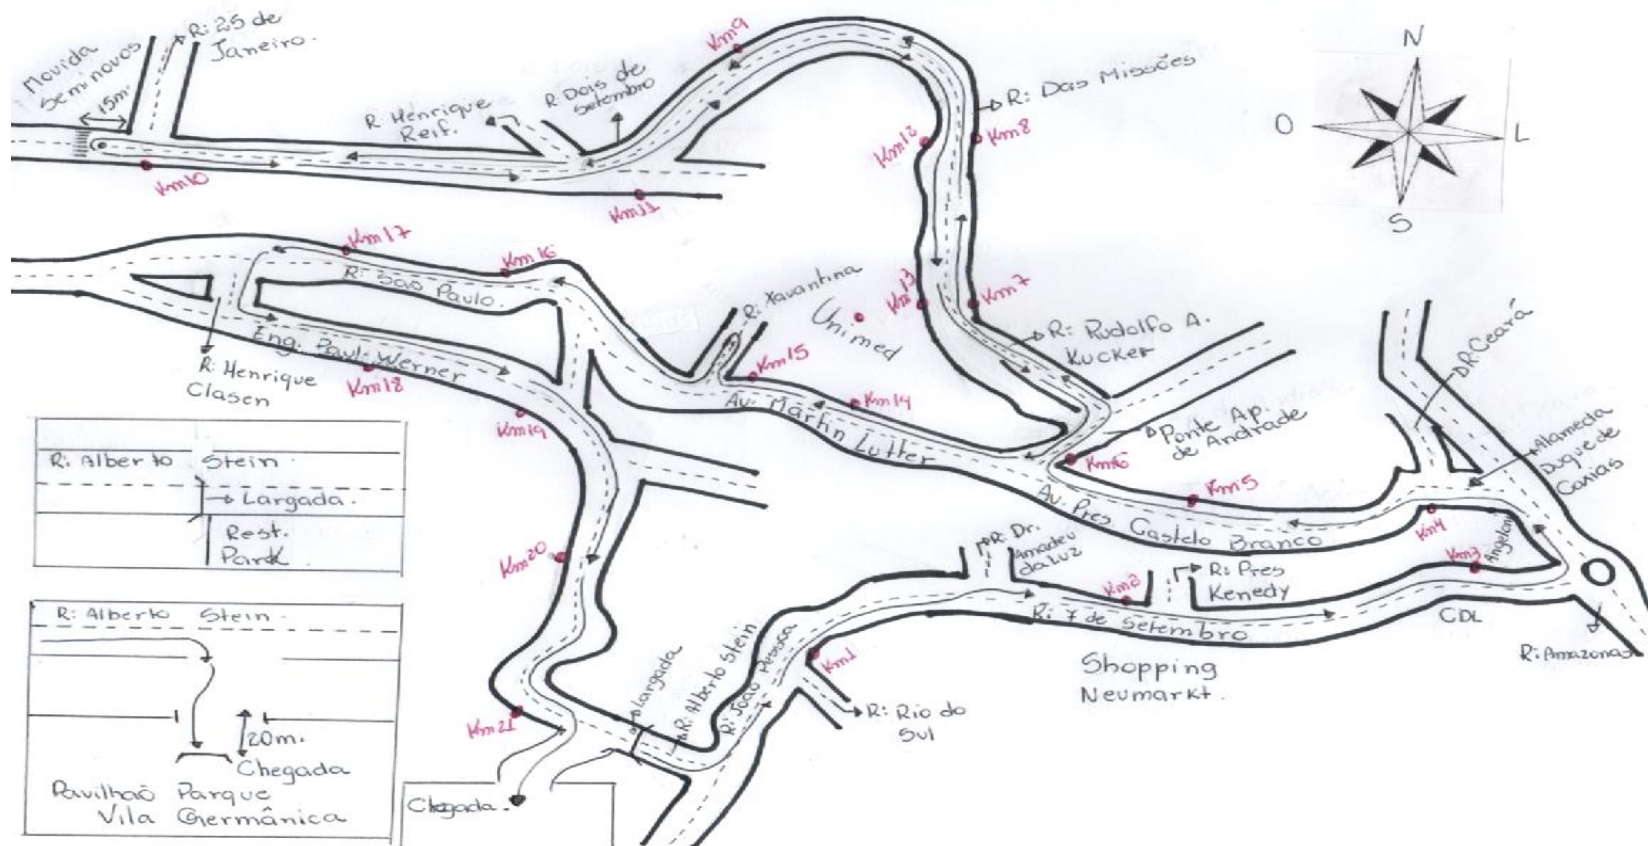 Movida
Seminovos
15m
R: 25 de
Janeiro.
R: Henrique
Reif.
R: Dois de
Setembro
Km9
R: Das Missões
Km12
Km8
Km10
Km11
N
O
L
S
Km17
Km16
R: São Paulo.
R: Xavantina
Unimed
Km13
Km7
R: Rudolfo A.
Kucker
Eng: Paul: Werner
Km18
R: Henrique
Clasen
Km19
Km15
Km14
Av: Martin Lutter
Ponte Ap.
de Andrade
Km6
Km5
Av: Pres Castelo Branco
R: Ceará
Alameda
Duque de
Caxias
Km4
Km3
Angeloni
R: Alberto Stein.
Largada.
Rest.
Park
Km20
R: Dr.
Amadeu
da Luz
Km2
R: Pres
Kenedy
R: 7 de Setembro
CDL
R: Amazonas
Shopping
Neumarkt.
R: Alberto Stein.
20m.
Chegada
Pavilhão Parque
Vila Germânica
Km21
Largada
R: Alberto Stein
R: João Pessoa
Km1
R: Rio do
Sul
Chegada.